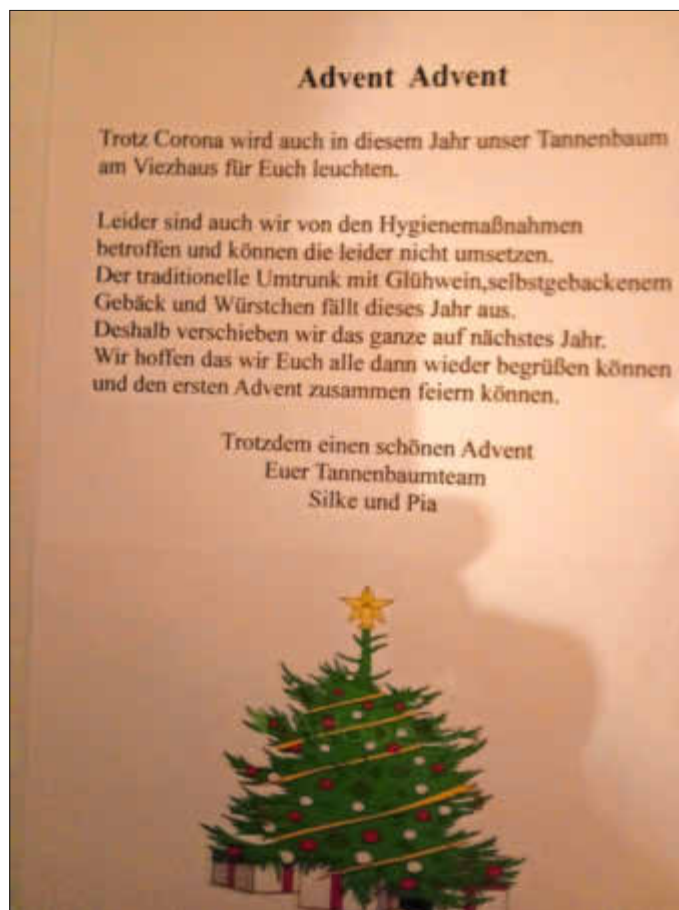 Advent Advent
Trotz Corona wird auch in diesem Jahr unser Tannenbaum
am Viezhaus für Euch leuchten.
Leider sind auch wir von den Hygienemaßnahmen
betroffen und können die leider nicht umsetzen.
Der traditionelle Umtrunk mit Glühwein,selbstgebackenem
Gebäck und Würstchen fällt dieses Jahr aus.
Deshalb verschieben wir das ganze auf nächstes Jahr.
Wir hoffen das wir Euch alle dann wieder begrüßen können
und den ersten Advent zusammen feiern können.
Trotzdem einen schönen Advent
Euer Tannenbaumteam
Silke und Pia